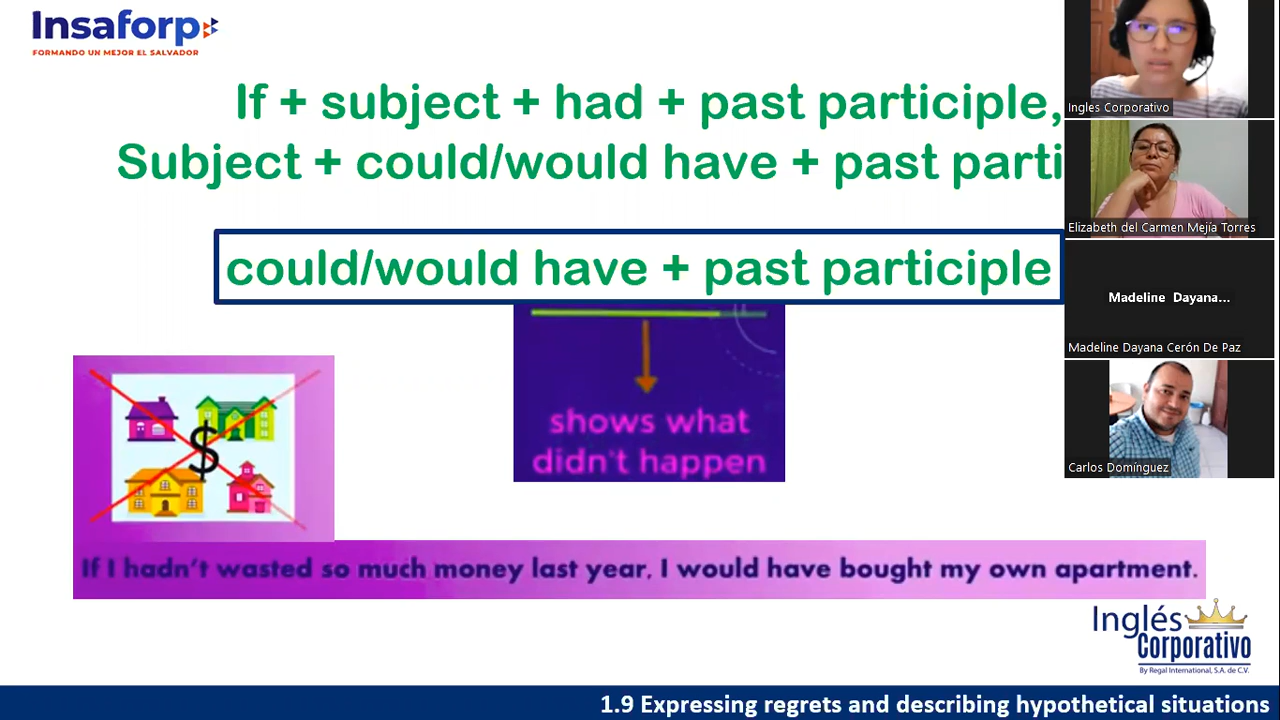 Insaforp
FORMANDO UN MEJOR EL SALVADOR
If + subject + had + past participle,
Subject + could/would have + past parti
could/would have + past participle
shows what
didn't happen
$
If I hadn't wasted so much money last year, I would have bought my own apartment.
Inglés
Corporativo
By Regal International, S.A. de C.V.
1.9 Expressing regrets and describing hypothetical situations
Ingles Corporativo
Elizabeth del Carmen Mejía Torres
Madeline Dayana...
Madeline Dayana Cerón De Paz
Carlos Domínguez